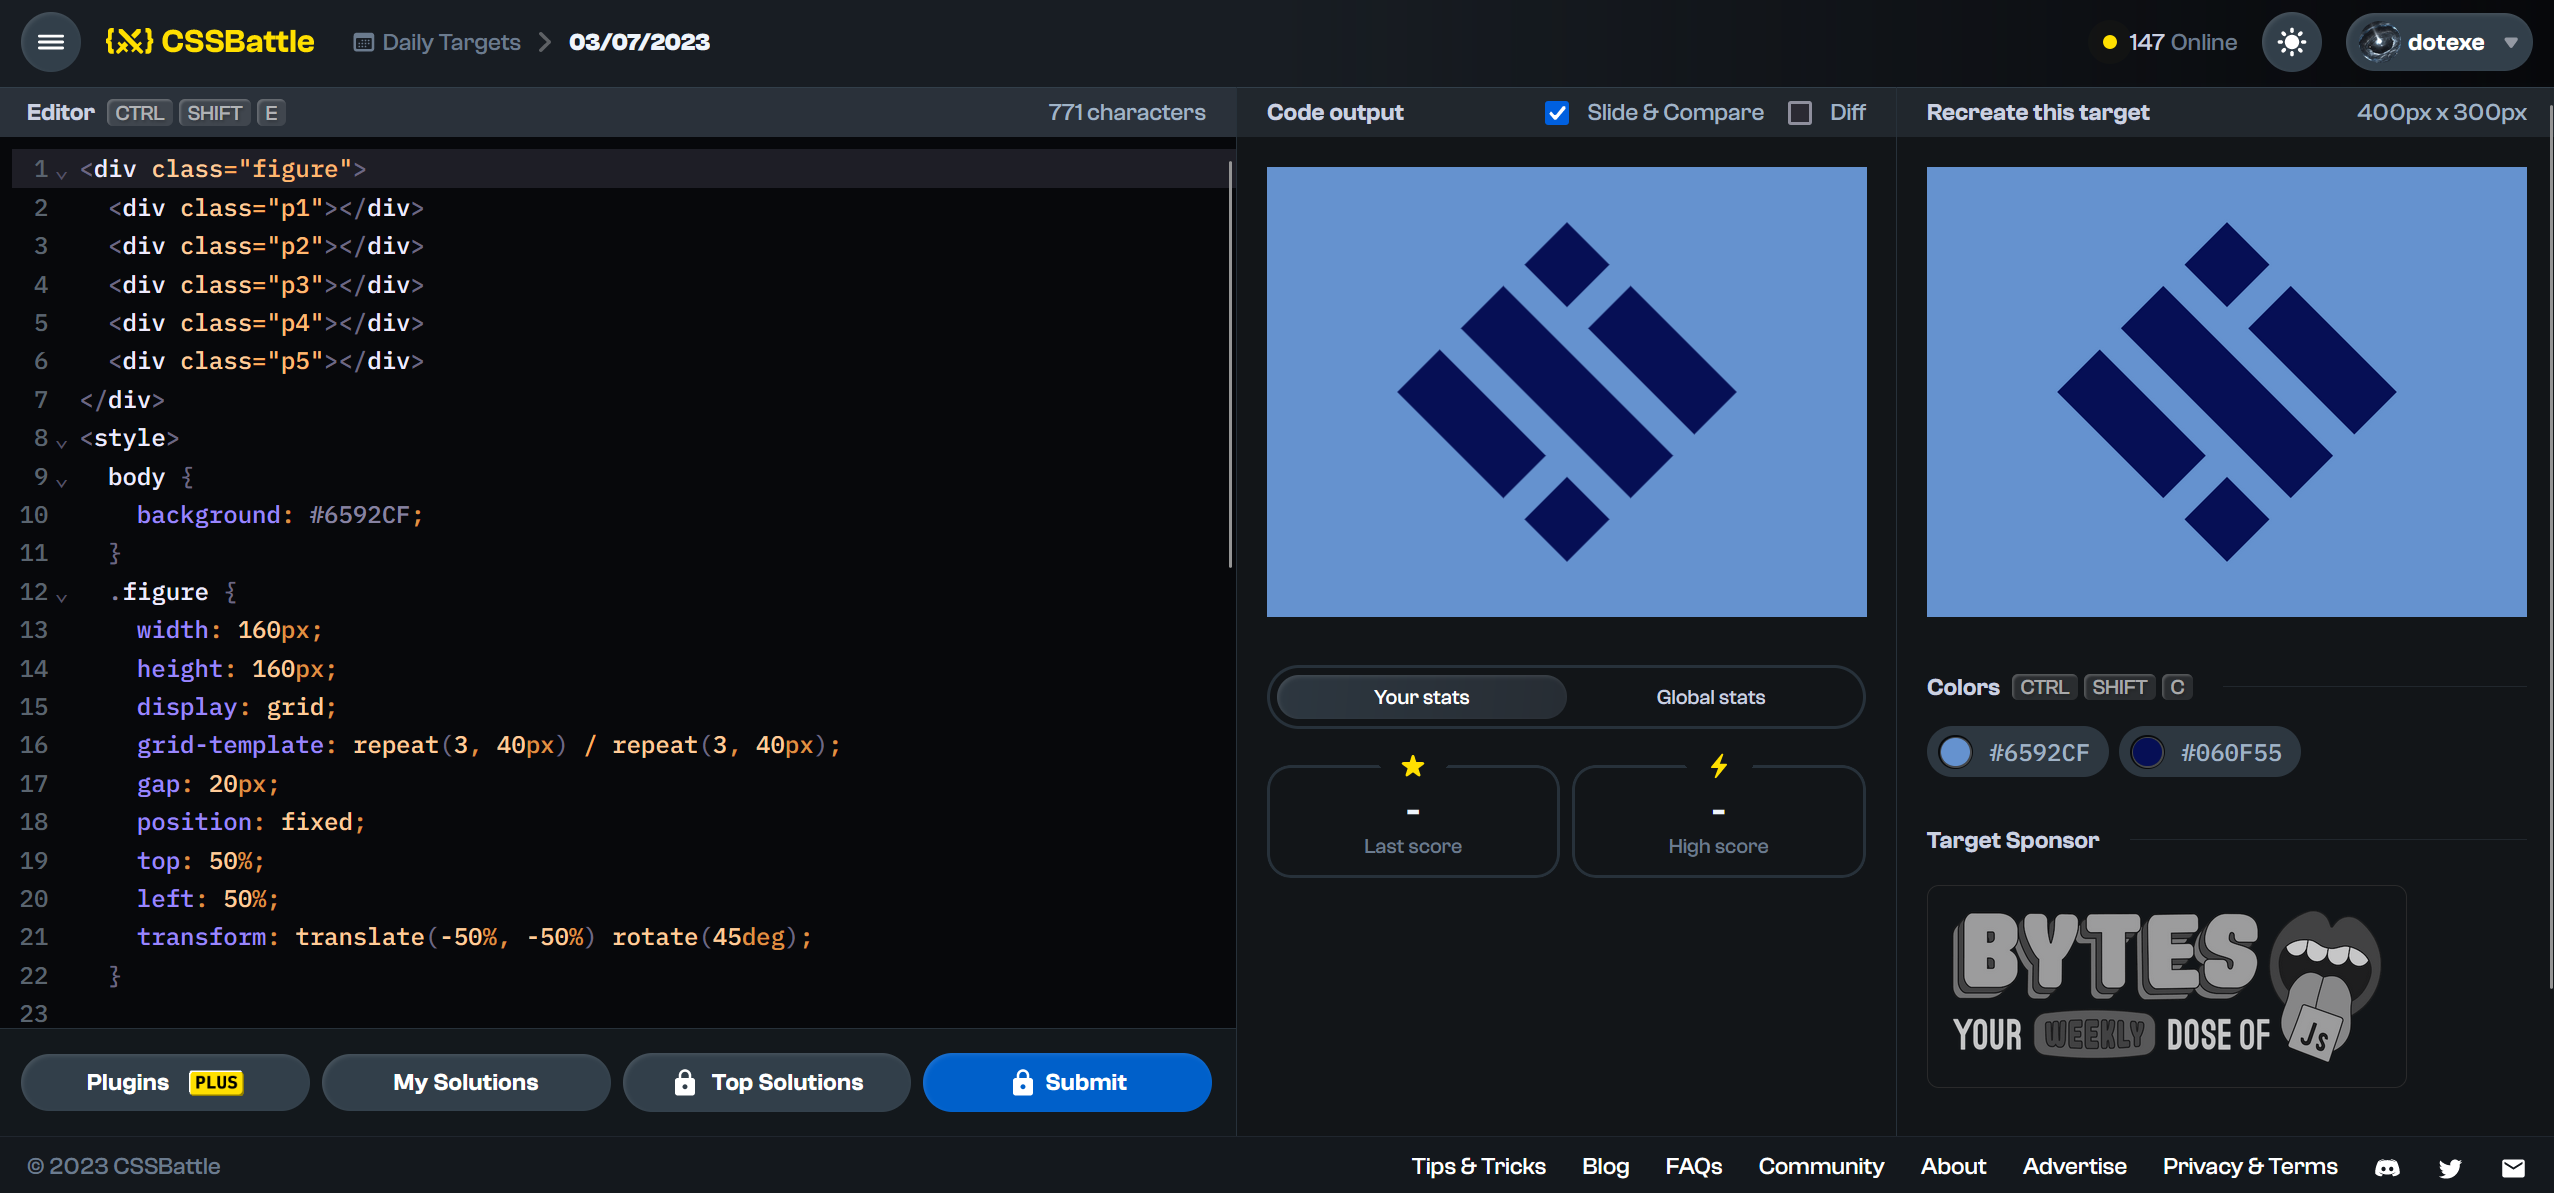 {X} CSSBattle Daily Targets 03/07/2023 147 Online dotexe
Editor CTRL SHIFT E 771 characters
1 <div class="figure">
2 <div class="p1"></div>
3 <div class="p2"></div>
4 <div class="p3"></div>
5 <div class="p4"></div>
6 <div class="p5"></div>
7 </div>
8 <style>
9 body {
10 background: #6592CF;
11 }
12 .figure {
13 width: 160px;
14 height: 160px;
15 display: grid;
16 grid-template: repeat(3, 40px) / repeat(3, 40px);
17 gap: 20px;
18 position: fixed;
19 top: 50%;
20 left: 50%;
21 transform: translate(-50%, -50%) rotate(45deg);
22 }
23
Plugins PLUS My Solutions Top Solutions Submit
Code output Slide & Compare Diff
Your stats Global stats
- -
Last score High score
Recreate this target 400px x 300px
Colors CTRL SHIFT C
#6592CF #060F55
Target Sponsor
BYTES
YOUR WEEKLY DOSE OF JS
© 2023 CSSBattle Tips & Tricks Blog FAQs Community About Advertise Privacy & Terms